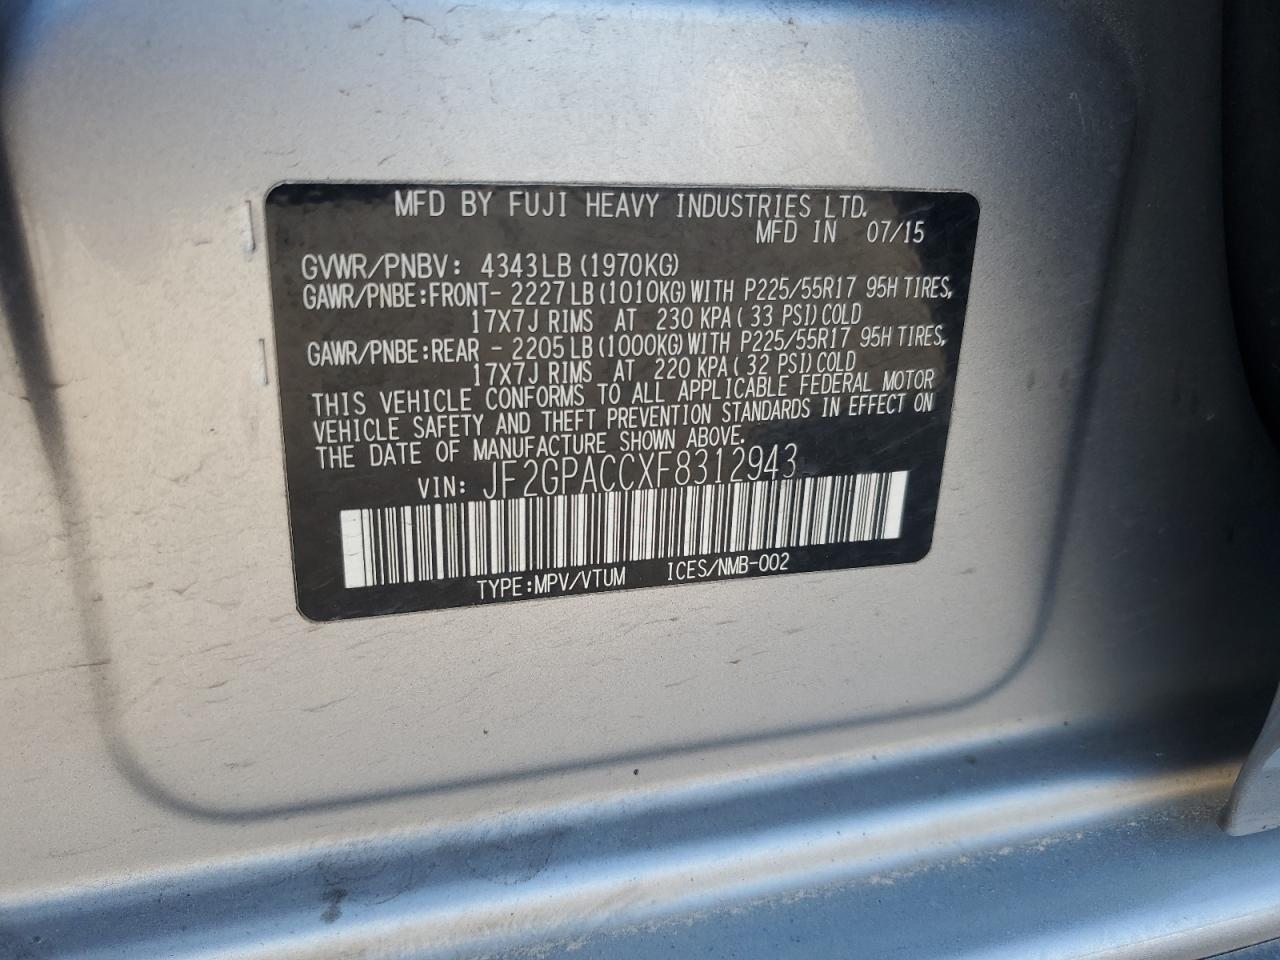 MFD BY FUJI HEAVY INDUSTRIES LTD.
MFD IN 07/15
GVWR/PNBV: 4343LB (1970KG)
GAWR/PNBE:FRONT- 2227LB(1010KG)WITH P225/55R17 95H TIRES,
17X7J RIMS AT 230 KPA( 33 PSI)COLD
GAWR/PNBE:REAR - 2205LB(1000KG)WITH P225/55R17 95H TIRES,
17X7J RIMS AT 220 KPA( 32 PSI)COLD
THIS VEHICLE CONFORMS TO ALL APPLICABLE FEDERAL MOTOR
VEHICLE SAFETY AND THEFT PREVENTION STANDARDS IN EFFECT ON
THE DATE OF MANUFACTURE SHOWN ABOVE.
VIN: JF2GPACCXF8312943
TYPE:MPV/VTUM ICES/NMB-002